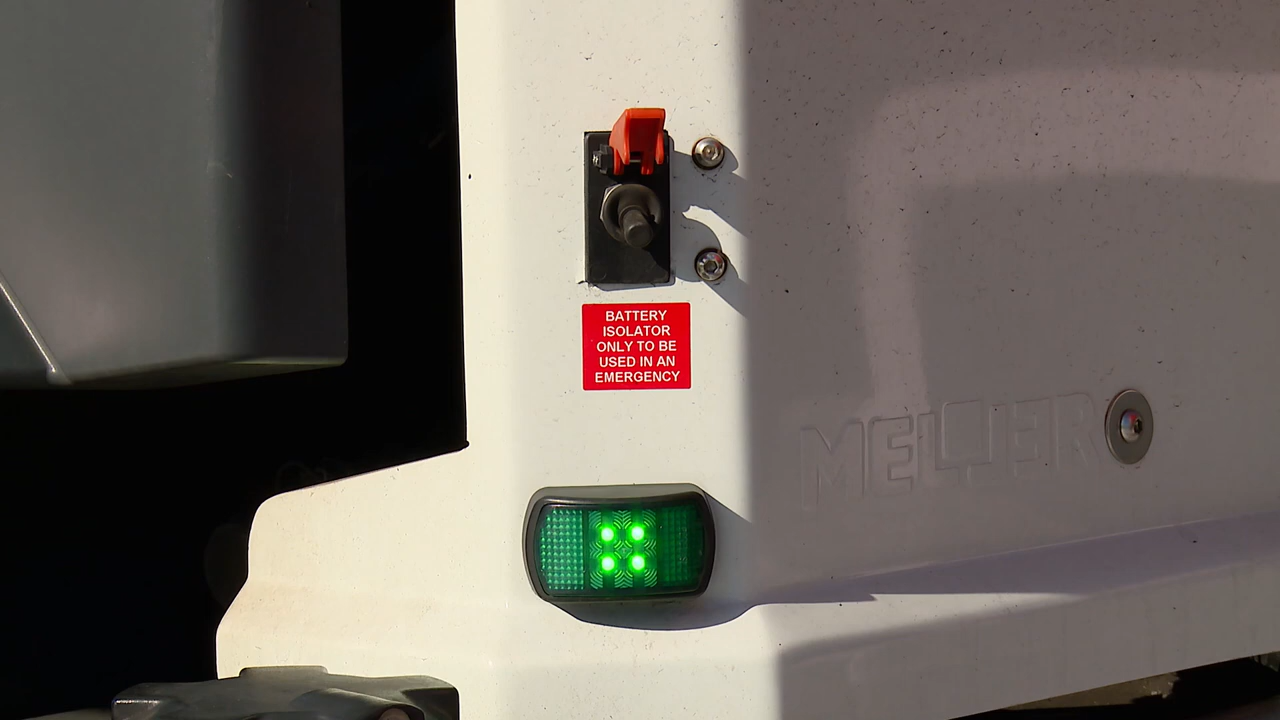 BATTERY
ISOLATOR
ONLY TO BE
USED IN AN
EMERGENCY